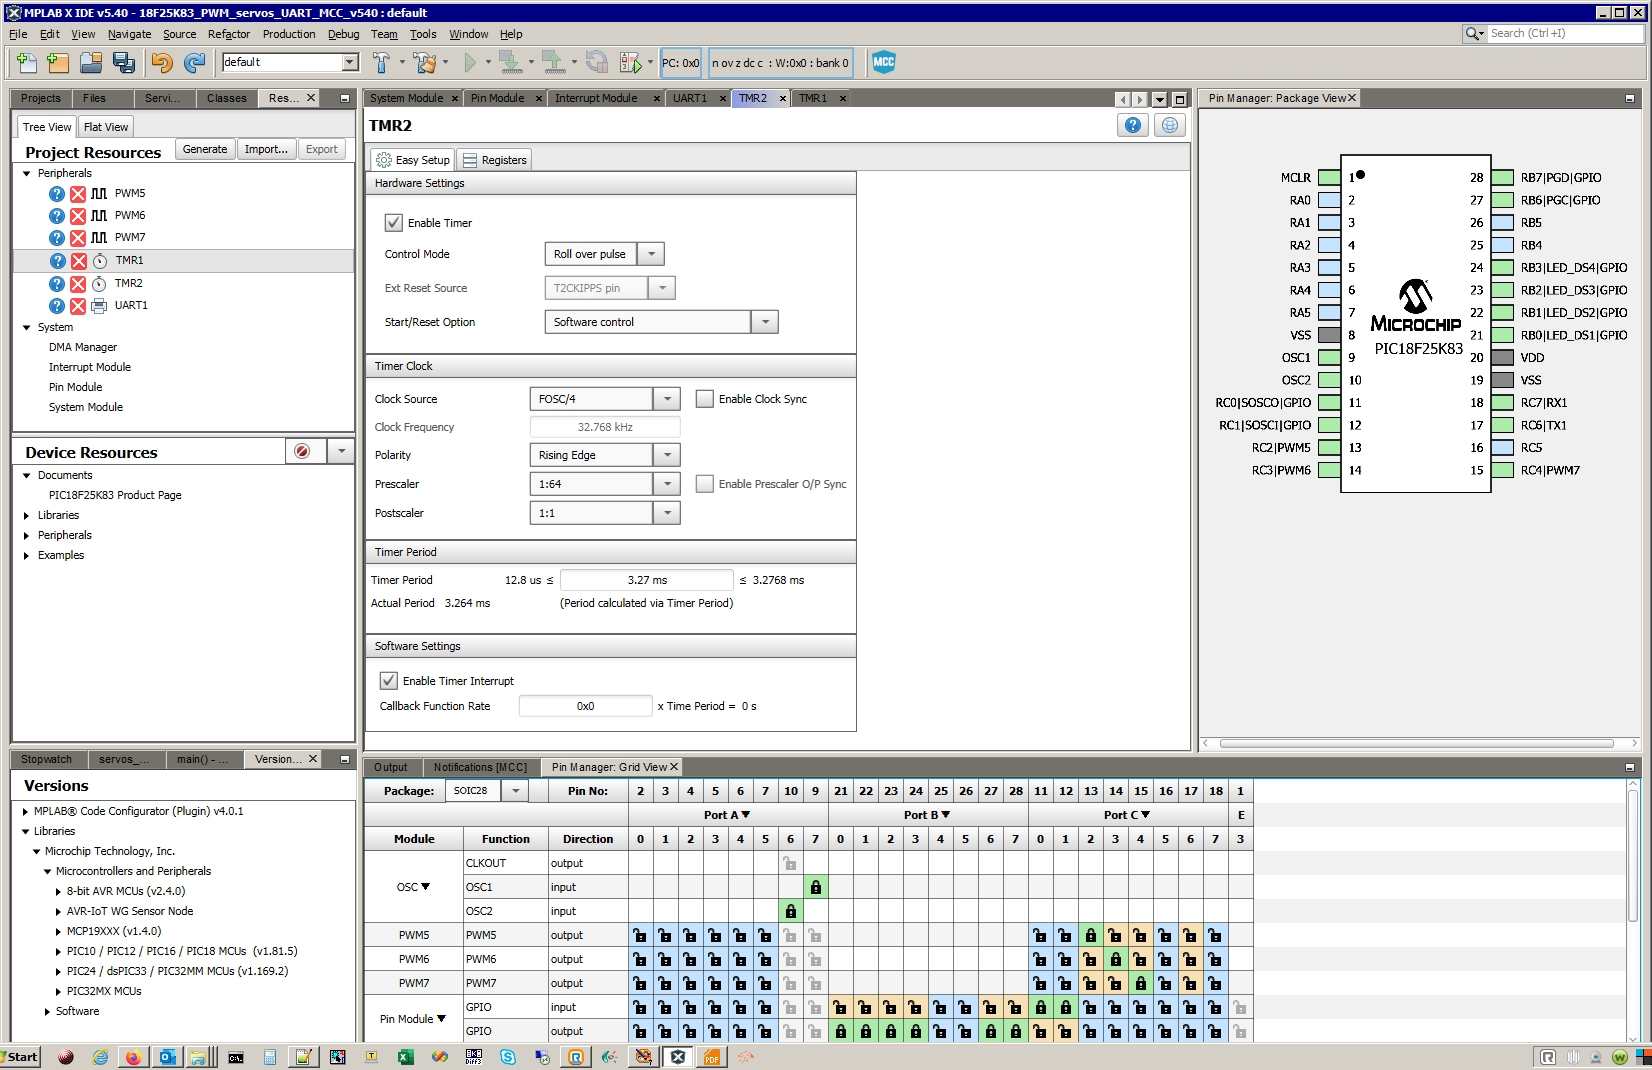 MPLAB X IDE v5.40 - 18F25K83_PWM_servos_UART_MCC_v540 : default
File Edit View Navigate Source Refactor Production Debug Team Tools Window Help
Search (Ctrl+I)
default
PC: 0x0
n ov z dc c : W:0x0 : bank 0
MCC
Projects Files Servi... Classes Res...
Tree View Flat View
Project Resources Generate Import... Export
Peripherals
PWM5
PWM6
PWM7
TMR1
TMR2
UART1
System
DMA Manager
Interrupt Module
Pin Module
System Module
Device Resources
Documents
PIC18F25K83 Product Page
Libraries
Peripherals
Examples
System Module Pin Module Interrupt Module UART1 TMR2 TMR1
TMR2
Easy Setup Registers
Hardware Settings
Enable Timer
Control Mode Roll over pulse
Ext Reset Source T2CKIPPS pin
Start/Reset Option Software control
Timer Clock
Clock Source FOSC/4 Enable Clock Sync
Clock Frequency 32.768 kHz
Polarity Rising Edge
Prescaler 1:64 Enable Prescaler O/P Sync
Postscaler 1:1
Timer Period
Timer Period 12.8 us ≤ 3.27 ms ≤ 3.2768 ms
Actual Period 3.264 ms (Period calculated via Timer Period)
Software Settings
Enable Timer Interrupt
Callback Function Rate 0x0 x Time Period = 0 s
Pin Manager: Package View
MCLR 1 28 RB7|PGD|GPIO
RA0 2 27 RB6|PGC|GPIO
RA1 3 26 RB5
RA2 4 25 RB4
RA3 5 24 RB3|LED_DS4|GPIO
RA4 6 23 RB2|LED_DS3|GPIO
RA5 7 22 RB1|LED_DS2|GPIO
VSS 8 21 RB0|LED_DS1|GPIO
OSC1 9 20 VDD
OSC2 10 19 VSS
RC0|SOSCO|GPIO 11 18 RC7|RX1
RC1|SOSCI|GPIO 12 17 RC6|TX1
RC2|PWM5 13 16 RC5
RC3|PWM6 14 15 RC4|PWM7
MICROCHIP
PIC18F25K83
Stopwatch servos_... main() - ... Version...
Versions
MPLAB® Code Configurator (Plugin) v4.0.1
Libraries
Microchip Technology, Inc.
Microcontrollers and Peripherals
8-bit AVR MCUs (v2.4.0)
AVR-IoT WG Sensor Node
MCP19XXX (v1.4.0)
PIC10 / PIC12 / PIC16 / PIC18 MCUs (v1.81.5)
PIC24 / dsPIC33 / PIC32MM MCUs (v1.169.2)
PIC32MX MCUs
Software
Output Notifications [MCC] Pin Manager: Grid View
Package: SOIC28 Pin No: 2 3 4 5 6 7 10 9 21 22 23 24 25 26 27 28 11 12 13 14 15 16 17 18 1
Port A Port B Port C E
Module Function Direction 0 1 2 3 4 5 6 7 0 1 2 3 4 5 6 7 0 1 2 3 4 5 6 7 3
OSC
CLKOUT output
OSC1 input
OSC2 input
PWM5 PWM5 output
PWM6 PWM6 output
PWM7 PWM7 output
Pin Module
GPIO input
GPIO output
Start